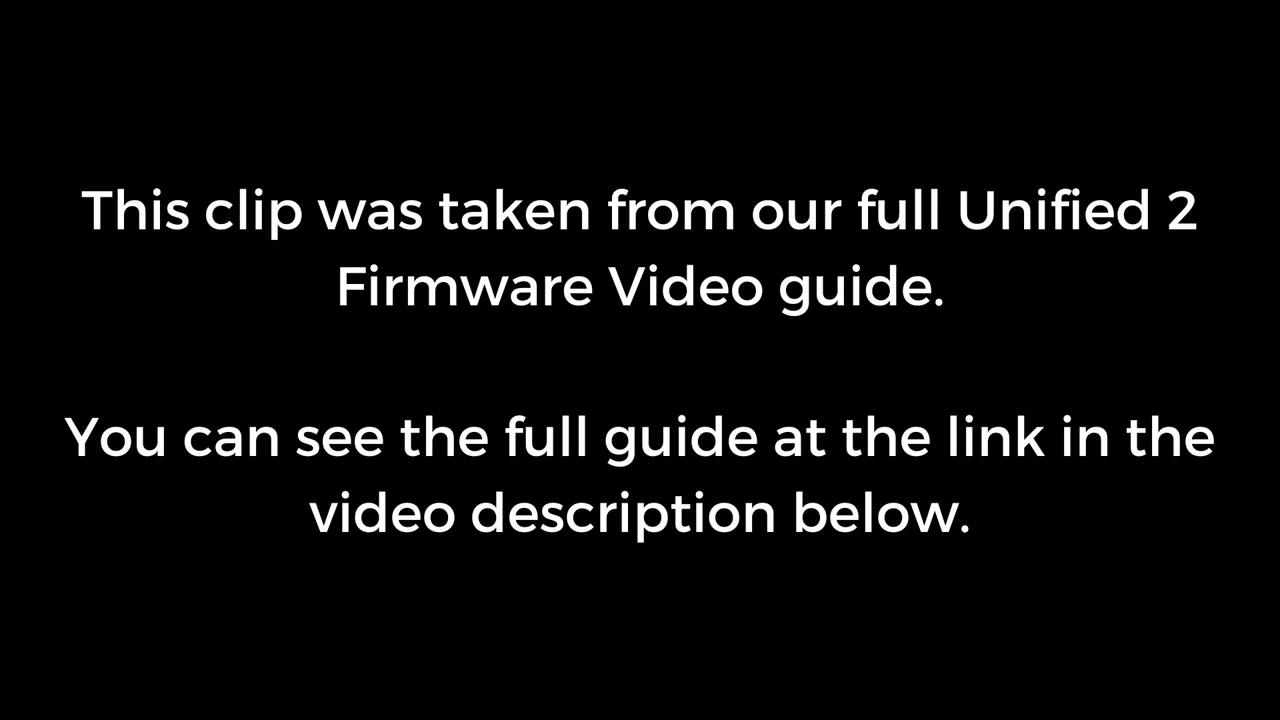 This clip was taken from our full Unified 2
Firmware Video guide.
You can see the full guide at the link in the
video description below.